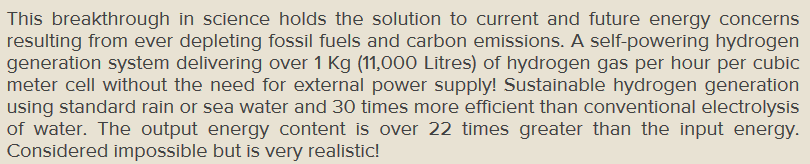 This breakthrough in science holds the solution to current and future energy concerns
resulting from ever depleting fossil fuels and carbon emissions. A self-powering hydrogen
generation system delivering over 1 Kg (11,000 Litres) of hydrogen gas per hour per cubic
meter cell without the need for external power supply! Sustainable hydrogen generation
using standard rain or sea water and 30 times more efficient than conventional electrolysis
of water. The output energy content is over 22 times greater than the input energy.
Considered impossible but is very realistic!